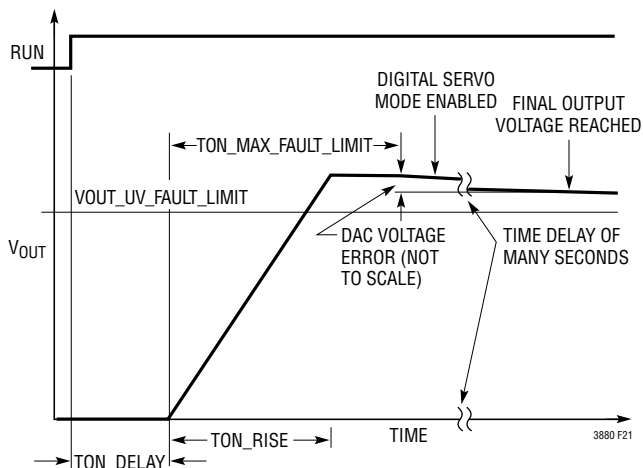 RUN
DIGITAL SERVO
MODE ENABLED
FINAL OUTPUT
VOLTAGE REACHED
TON_MAX_FAULT_LIMIT
VOUT_UV_FAULT_LIMIT
VOUT
DAC VOLTAGE
ERROR (NOT
TO SCALE)
TIME DELAY OF
MANY SECONDS
TON_RISE
TIME
3880 F21
TON_DELAY